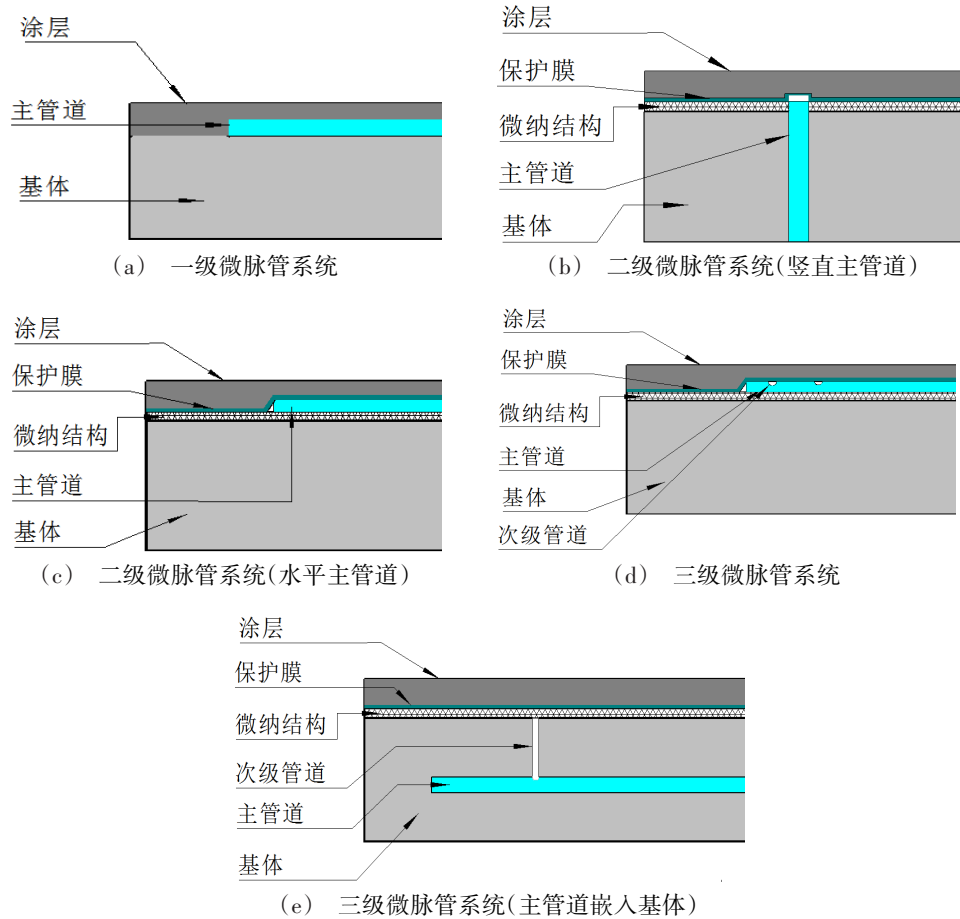 涂层
主管道
基体
(a) 一级微脉管系统
涂层
保护膜
微纳结构
主管道
基体
(b) 二级微脉管系统(竖直主管道)
涂层
保护膜
微纳结构
主管道
基体
(c) 二级微脉管系统(水平主管道)
涂层
保护膜
微纳结构
主管道
基体
次级管道
(d) 三级微脉管系统
涂层
保护膜
微纳结构
次级管道
主管道
基体
(e) 三级微脉管系统(主管道嵌入基体)